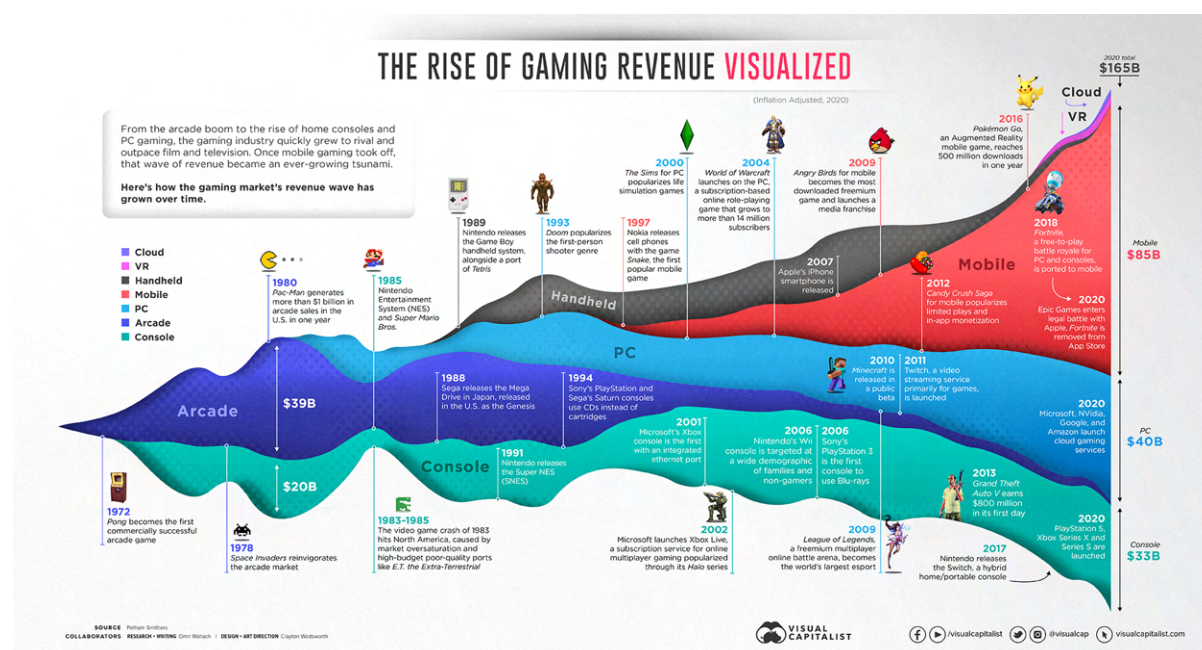 THE RISE OF GAMING REVENUE VISUALIZED
(Inflation Adjusted, 2020)
2020 total
$165B
From the arcade boom to the rise of home consoles and
PC gaming, the gaming industry quickly grew to rival and
outpace film and television. Once mobile gaming took off,
that wave of revenue became an ever-growing tsunami.
Here's how the gaming market's revenue wave has
grown over time.
Cloud
VR
Handheld
Mobile
PC
Arcade
Console
1980
Pac-Man generates
more than $1 billion in
arcade sales in the
U.S. in one year
1985
Nintendo
Entertainment
System (NES)
and Super Mario
Bros.
1989
Nintendo releases
the Game Boy
handheld system,
alongside a port
of Tetris
1993
Doom popularizes
the first-person
shooter genre
1997
Nokia releases
cell phones
with the game
Snake, the first
popular mobile
game
2000
The Sims for PC
popularizes life
simulation games
2004
World of Warcraft
launches on the PC,
a subscription-based
online role-playing
game that grows to
more than 14 million
subscribers
2009
Angry Birds for mobile
becomes the most
downloaded freemium
game and launches a
media franchise
2016
Pokémon Go,
an Augmented Reality
mobile game, reaches
500 million downloads
in one year
Cloud
VR
2007
Apple's iPhone
smartphone is
released
Handheld
Mobile
2012
Candy Crush Saga
for mobile popularizes
limited plays and
in-app monetization
2018
Fortnite,
a free-to-play
battle royale for
PC and consoles,
is ported to mobile
2020
Epic Games enters
legal battle with
Apple, Fortnite is
removed from
App Store
Mobile
$85B
PC
2010
Minecraft is
released in
a public
beta
2011
Twitch, a video
streaming service
primarily for games,
is launched
2020
Microsoft, NVidia,
Google, and
Amazon launch
cloud gaming
services
PC
$40B
Arcade
$39B
1988
Sega releases the Mega
Drive in Japan, released
in the U.S. as the Genesis
1994
Sony's PlayStation and
Sega's Saturn consoles
use CDs instead of
cartridges
$20B
Console
1991
Nintendo releases
the Super NES
(SNES)
2001
Microsoft's Xbox
console is the first
with an integrated
ethernet port
2006
Nintendo's Wii
console is targeted at
a wide demographic
of families and
non-gamers
2006
Sony's
PlayStation 3
is the first
console to
use Blu-rays
2013
Grand Theft
Auto V earns
$800 million
in its first day
2020
PlayStation 5,
Xbox Series X and
Series S are
launched
Console
$33B
1972
Pong becomes the first
commercially successful
arcade game
1978
Space Invaders reinvigorates
the arcade market
1983-1985
The video game crash of 1983
hits North America, caused by
market oversaturation and
high-budget poor-quality ports
like E.T. the Extra-Terrestrial
2002
Microsoft launches Xbox Live,
a subscription service for online
multiplayer gaming popularized
through its Halo series
2009
League of Legends,
a freemium multiplayer
online battle arena, becomes
the world's largest esport
2017
Nintendo releases
the Switch, a hybrid
home/portable console
SOURCE Pelham Smithers
COLLABORATORS RESEARCH + WRITING Omri Wallach | DESIGN + ART DIRECTION Clayton Wadsworth
VISUAL
CAPITALIST
/visualcapitalist
@visualcap
visualcapitalist.com